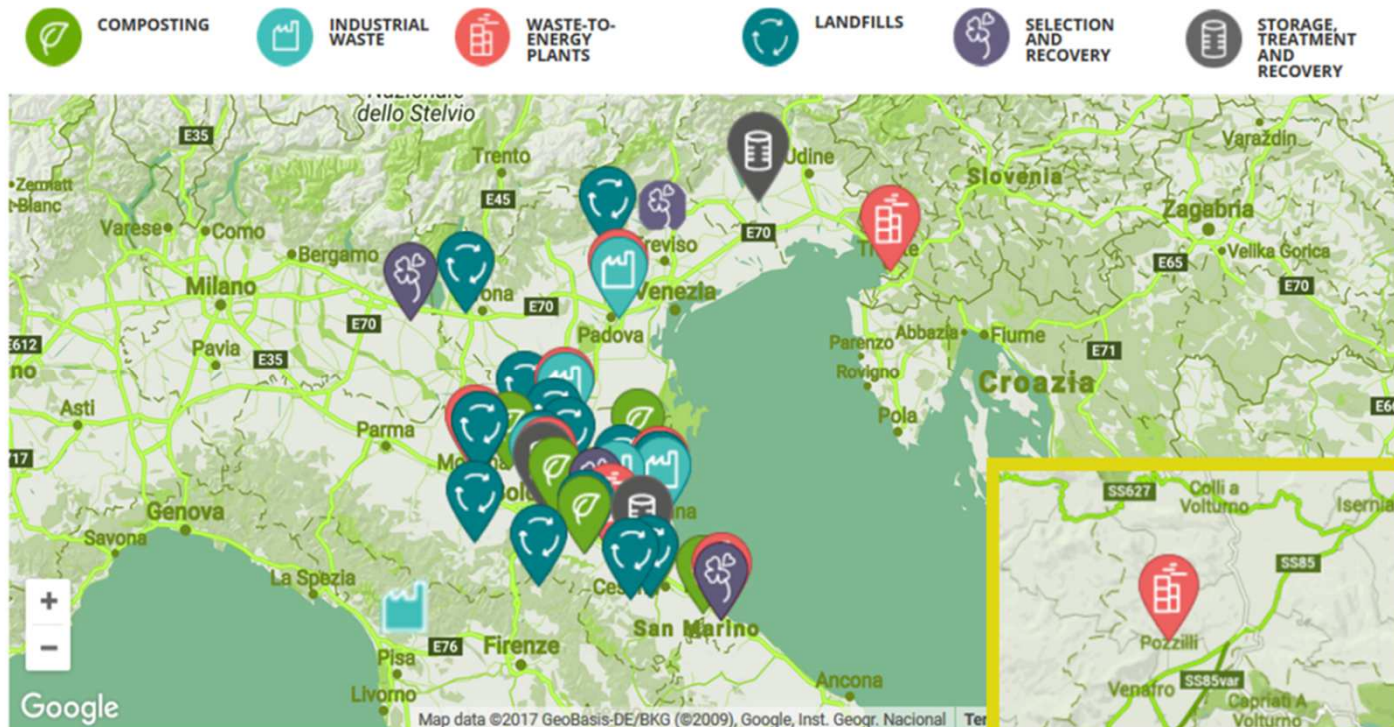 COMPOSTING
INDUSTRIAL
WASTE
WASTE-TO-
ENERGY
PLANTS
LANDFILLS
SELECTION
AND
RECOVERY
STORAGE,
TREATMENT
AND
RECOVERY
dello Stelvio
E35
Trento
Udine
Varaždin
Slovenia
Zermatt
Blanc
E45
Zagabria
Varese
Como
Treviso
E70
Velika Gorica
Bergamo
E65
Milano
Venezia
E70
E70
E70
Padova
Abbazia
Fiume
E612
Pavia
E35
Parenzo
E71
Rovigno
Croazia
Asti
Pola
Parma
Genova
SS627
Colli a
Volturno
Isernia
Savona
SS85
La Spezia
+
−
San Marino
Pozzilli
E76
Firenze
Pisa
SS85var
Venafro
Ancona
Capriati A
Volturno
Livorno
Google
Map data ©2017 GeoBasis-DE/BKG (©2009), Google, Inst. Geogr. Nacional